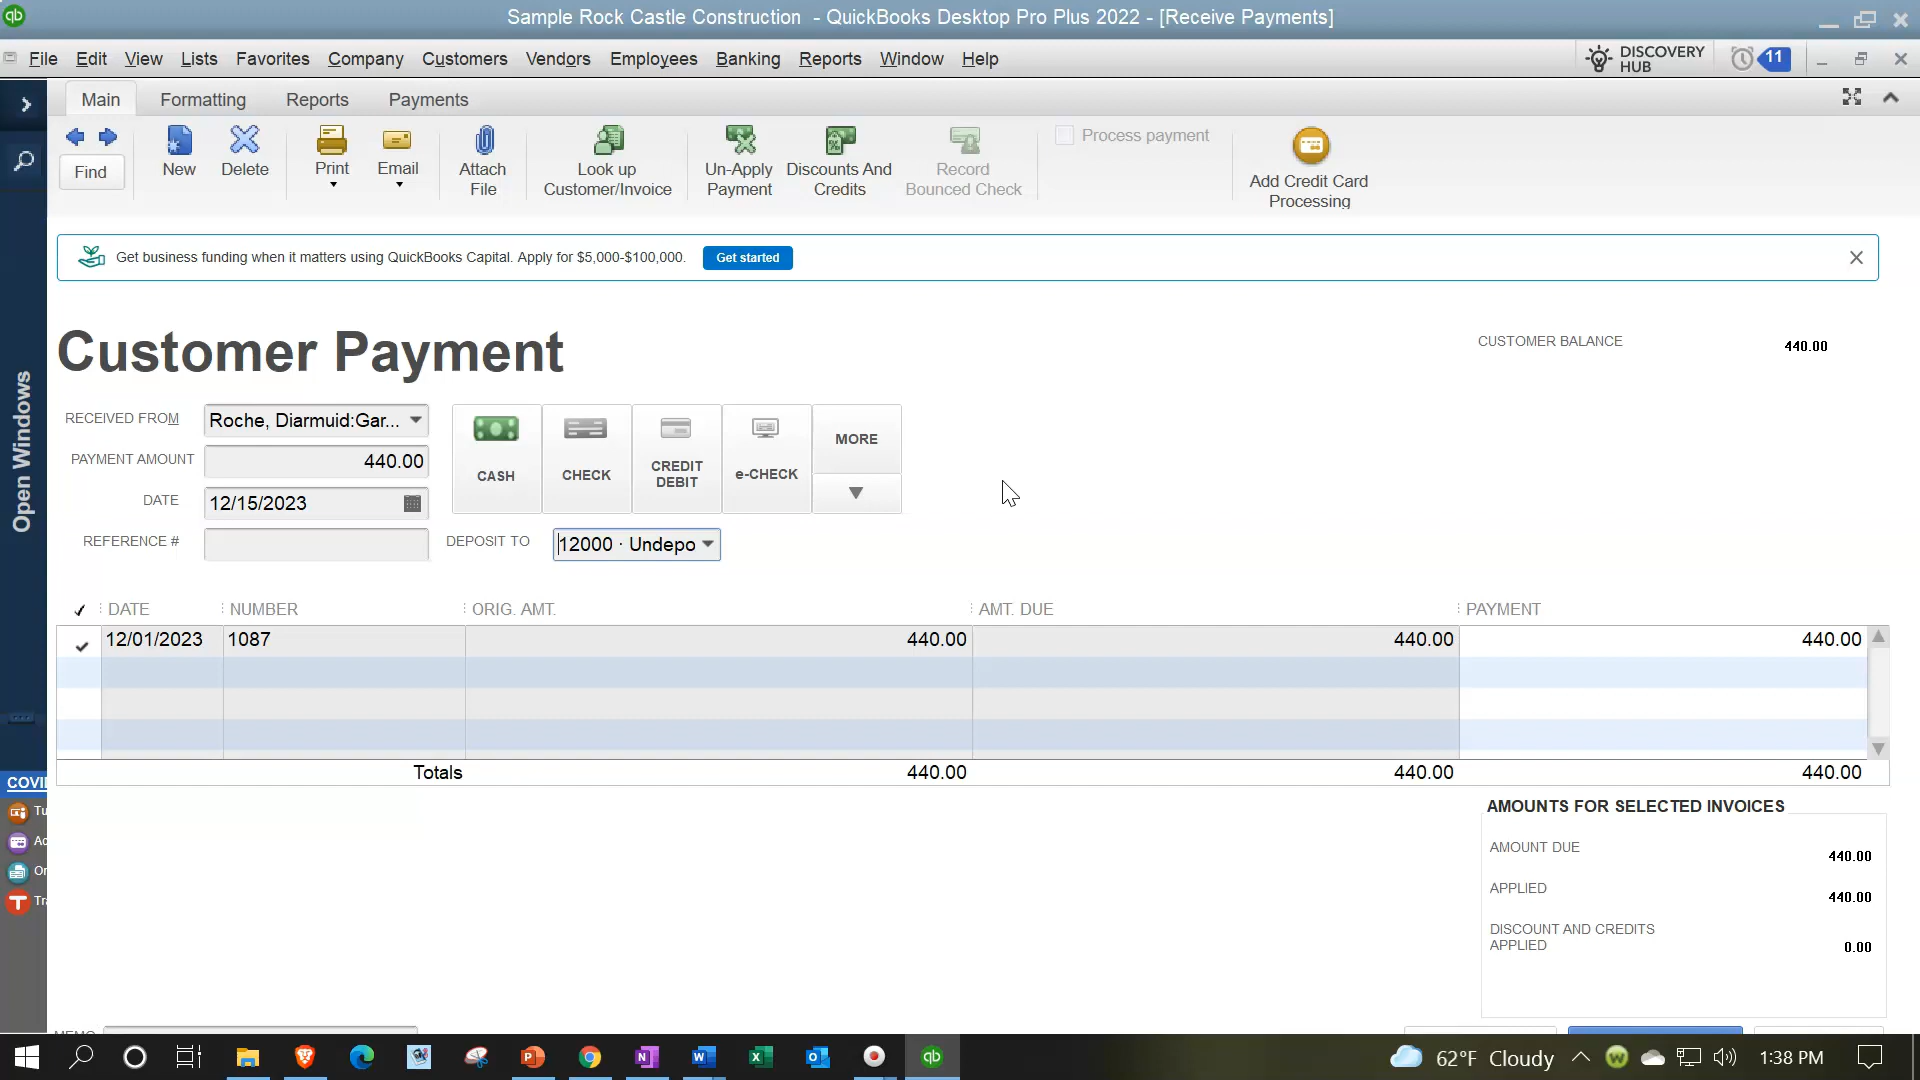 qb
Sample Rock Castle Construction - QuickBooks Desktop Pro Plus 2022 - [Receive Payments]
File Edit View Lists Favorites Company Customers Vendors Employees Banking Reports Window Help
DISCOVERY
HUB
11
Main Formatting Reports Payments
Find
New
Delete
Print
Email
Attach
File
Look up
Customer/Invoice
Un-Apply
Payment
Discounts And
Credits
Record
Bounced Check
Process payment
Add Credit Card
Processing
Get business funding when it matters using QuickBooks Capital. Apply for $5,000-$100,000. Get started
Open Windows
Customer Payment
CUSTOMER BALANCE 440.00
RECEIVED FROM Roche, Diarmuid:Gar...
PAYMENT AMOUNT 440.00
DATE 12/15/2023
REFERENCE #
CASH
CHECK
CREDIT
DEBIT
e-CHECK
MORE
DEPOSIT TO 12000 · Undepo
DATE NUMBER ORIG. AMT. AMT. DUE PAYMENT
12/01/2023 1087 440.00 440.00 440.00
Totals 440.00 440.00 440.00
COVI
Tu
Ac
Or
Tra
AMOUNTS FOR SELECTED INVOICES
AMOUNT DUE 440.00
APPLIED 440.00
DISCOUNT AND CREDITS
APPLIED 0.00
MEMO
62°F Cloudy 1:38 PM